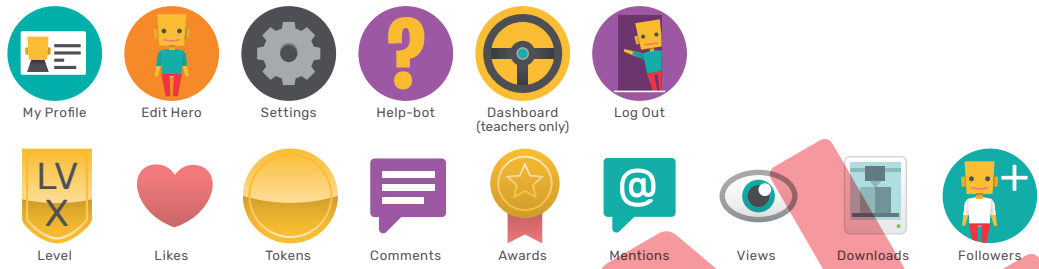 My Profile
Edit Hero
Settings
Help-bot
Dashboard
(teachers only)
Log Out
LV
X
@
Level
Likes
Tokens
Comments
Awards
Mentions
Views
Downloads
Followers